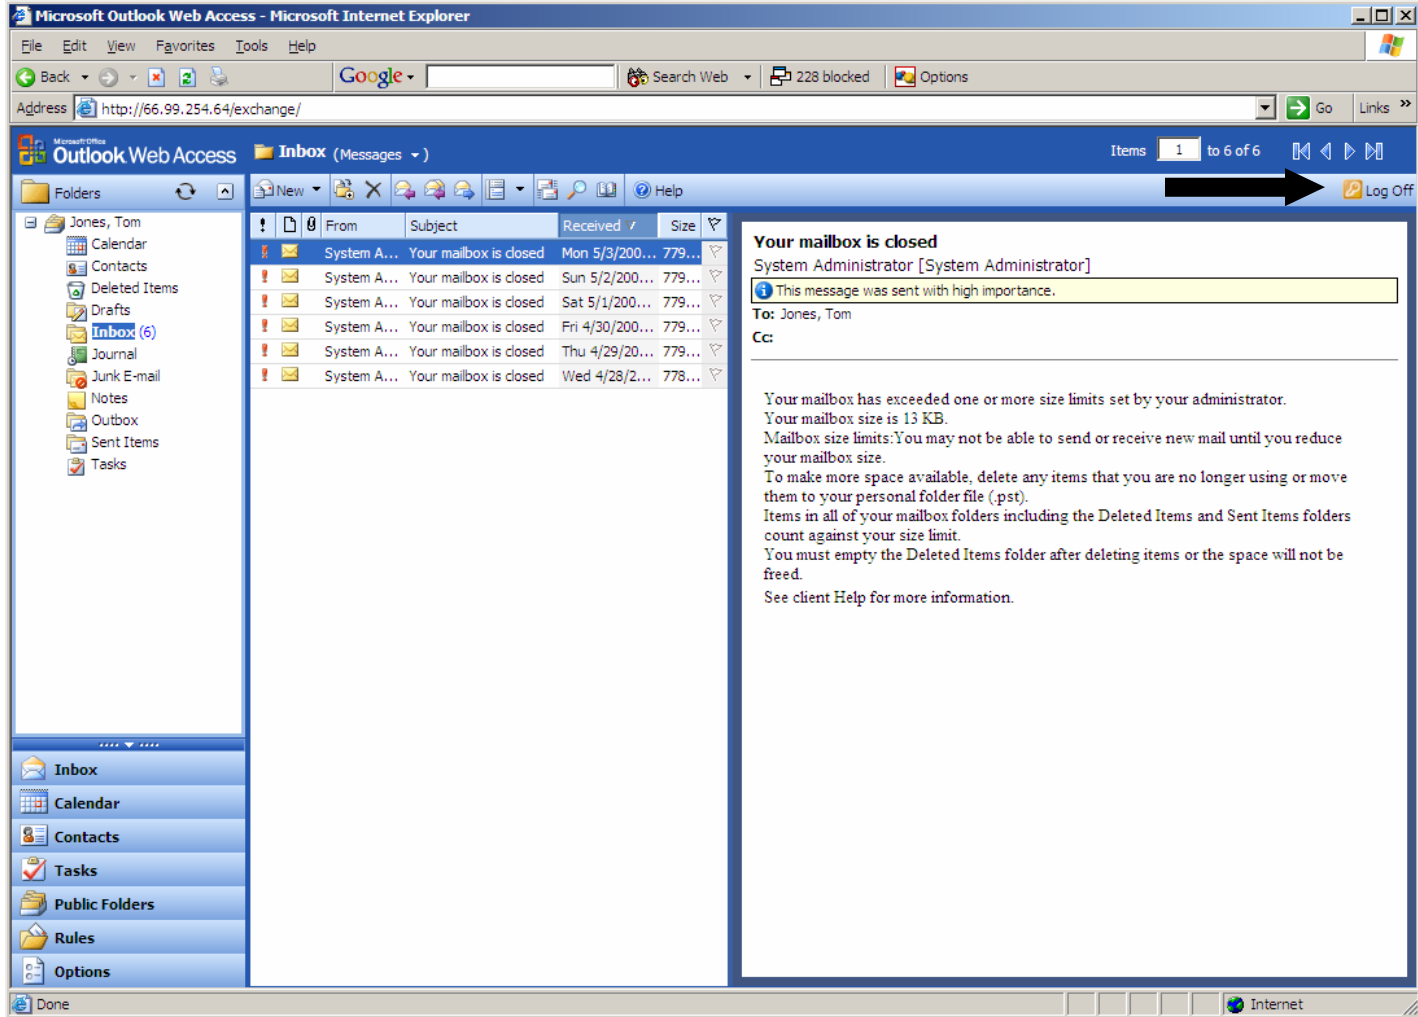 Microsoft Outlook Web Access - Microsoft Internet Explorer
File Edit View Favorites Tools Help
Back Google Search Web 228 blocked Options
Address http://66.99.254.64/exchange/ Go Links »
Microsoft Office
Outlook Web Access Inbox (Messages ) Items 1 to 6 of 6
Folders New Help Log Off
Jones, Tom
Calendar
Contacts
Deleted Items
Drafts
Inbox (6)
Journal
Junk E-mail
Notes
Outbox
Sent Items
Tasks
Inbox
Calendar
Contacts
Tasks
Public Folders
Rules
Options
From Subject Received Size
System A... Your mailbox is closed Mon 5/3/200... 779...
System A... Your mailbox is closed Sun 5/2/200... 779...
System A... Your mailbox is closed Sat 5/1/200... 779...
System A... Your mailbox is closed Fri 4/30/200... 779...
System A... Your mailbox is closed Thu 4/29/20... 779...
System A... Your mailbox is closed Wed 4/28/2... 778...
Your mailbox is closed
System Administrator [System Administrator]
This message was sent with high importance.
To: Jones, Tom
Cc:
Your mailbox has exceeded one or more size limits set by your administrator.
Your mailbox size is 13 KB.
Mailbox size limits:You may not be able to send or receive new mail until you reduce
your mailbox size.
To make more space available, delete any items that you are no longer using or move
them to your personal folder file (.pst).
Items in all of your mailbox folders including the Deleted Items and Sent Items folders
count against your size limit.
You must empty the Deleted Items folder after deleting items or the space will not be
freed.
See client Help for more information.
Done Internet